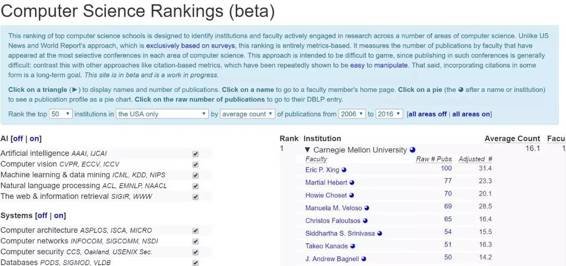 Computer Science Rankings (beta)
This ranking of top computer science schools is designed to identify institutions and faculty actively engaged in research across a number of areas of computer science. Unlike US
News and World Report's approach, which is exclusively based on surveys, this ranking is entirely metrics-based. It measures the number of publications by faculty that have
appeared at the most selective conferences in each area of computer science. This approach is intended to be difficult to game, since publishing in such conferences is generally
difficult: contrast this with other approaches like citation-based metrics, which have been repeatedly shown to be easy to manipulate. That said, incorporating citations in some
form is a long-term goal. This site is in beta and is a work in progress.
Click on a triangle (►) to display names and number of publications. Click on a name to go to a faculty member's home page. Click on a pie (the after a name or institution)
to see a publication profile as a pie chart. Click on the raw number of publications to go to their DBLP entry.
Rank the top 50 institutions in the USA only by average count of publications from 2006 to 2016 [all areas off | all areas on]
AI [off | on]
Artificial intelligence AAAI, IJCAI
Computer vision CVPR, ECCV, ICCV
Machine learning & data mining ICML, KDD, NIPS
Natural language processing ACL, EMNLP, NAACL
The web & information retrieval SIGIR, WWW
Systems [off | on]
Computer architecture ASPLOS, ISCA, MICRO
Computer networks INFOCOM, SIGCOMM, NSDI
Computer security CCS, Oakland, USENIX Sec.
Databases PODS, SIGMOD, VLDB
Rank Institution Average Count Facu
1 ▼ Carnegie Mellon University 16.1 1
Faculty Raw # Pubs Adjusted #
Eric P. Xing 100 31.4
Martial Hebert 77 23.3
Howie Choset 70 20.1
Manuela M. Veloso 69 28.5
Christos Faloutsos 65 16.4
Siddhartha S. Srinivasa 54 15.5
Takeo Kanade 51 16.3
J. Andrew Bagnell 50 14.2